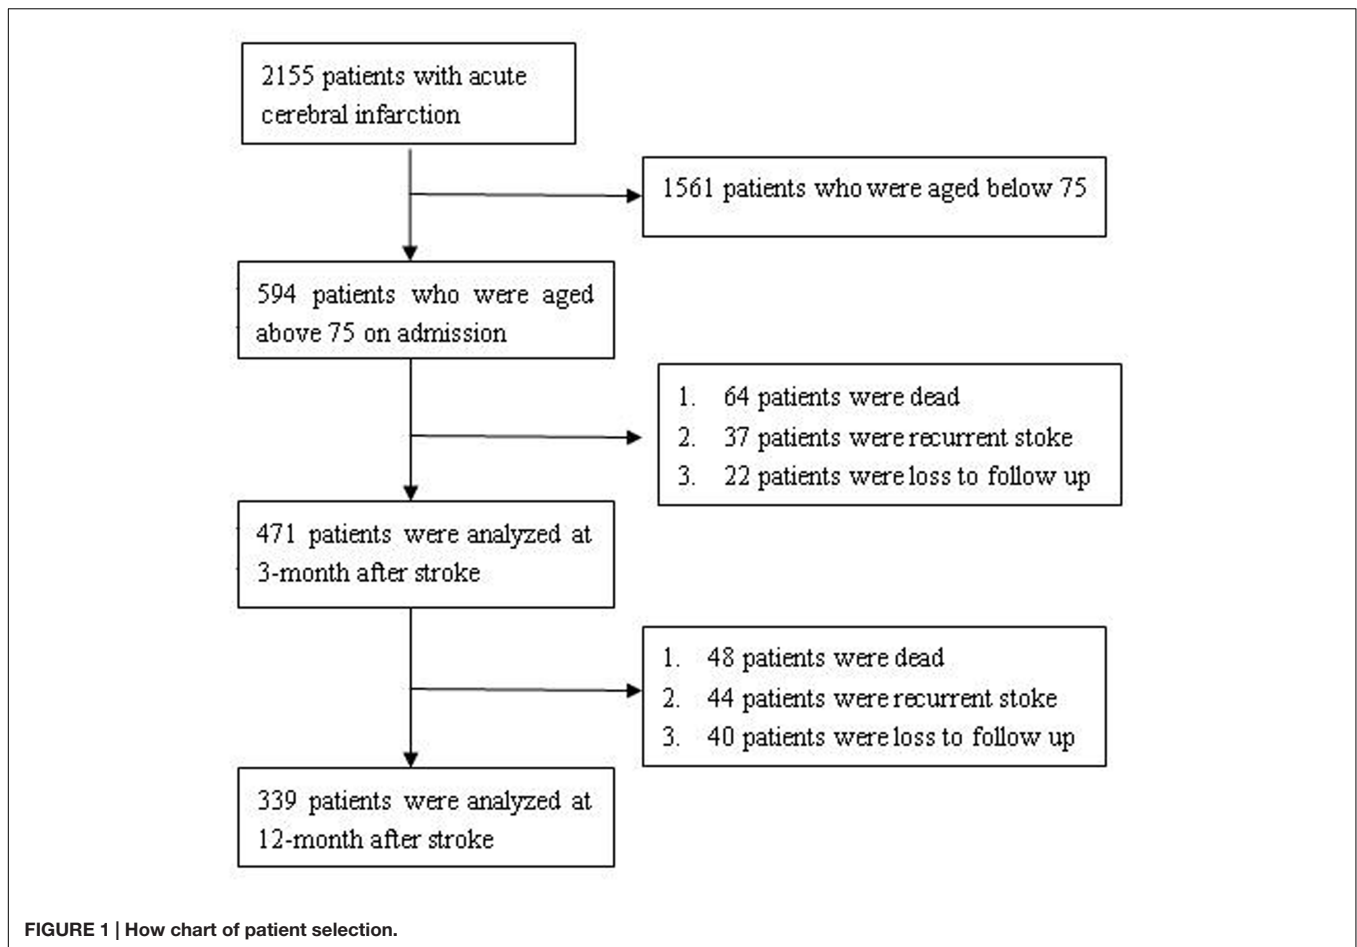 2155 patients with acute
cerebral infarction
1561 patients who were aged below 75
594 patients who were aged
above 75 on admission
1. 64 patients were dead
2. 37 patients were recurrent stoke
3. 22 patients were loss to follow up
471 patients were analyzed at
3-month after stroke
1. 48 patients were dead
2. 44 patients were recurrent stoke
3. 40 patients were loss to follow up
339 patients were analyzed at
12-month after stroke
FIGURE 1 | How chart of patient selection.